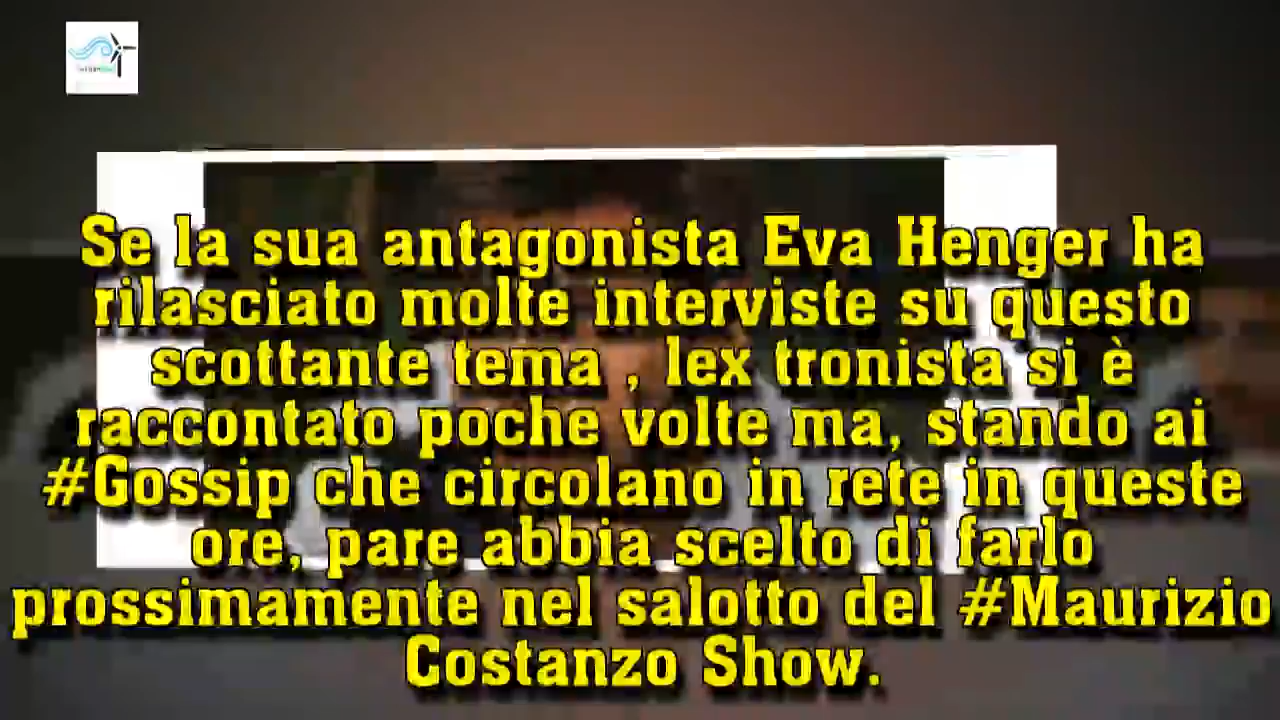 Se la sua antagonista Eva Henger ha
rilasciato molte interviste su questo
scottante tema , lex tronista si è
raccontato poche volte ma, stando ai
#Gossip che circolano in rete in queste
ore, pare abbia scelto di farlo
prossimamente nel salotto del #Maurizio
Costanzo Show.